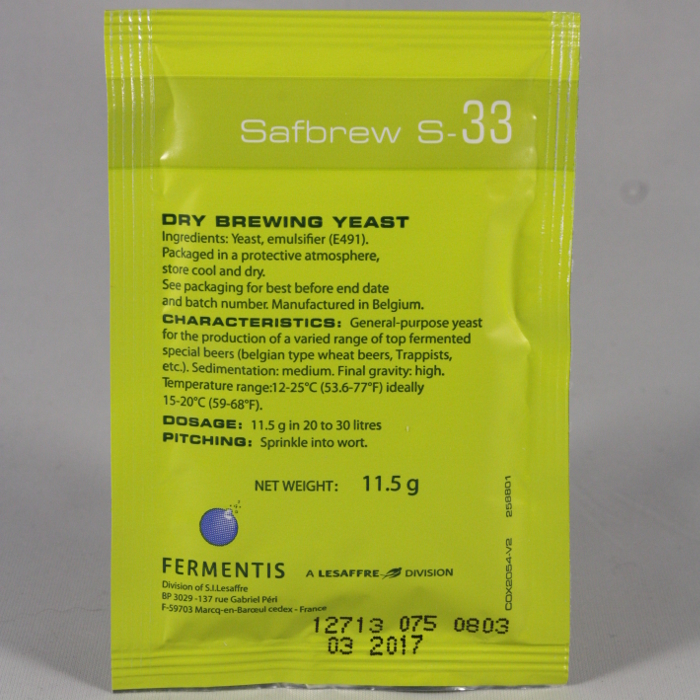 Safbrew S-33
DRY BREWING YEAST
Ingredients: Yeast, emulsifier (E491).
Packaged in a protective atmosphere,
store cool and dry.
See packaging for best before end date
and batch number. Manufactured in Belgium.
CHARACTERISTICS: General-purpose yeast
for the production of a varied range of top fermented
special beers (belgian type wheat beers, Trappists,
etc.). Sedimentation: medium. Final gravity: high.
Temperature range:12-25°C (53.6-77°F) ideally
15-20°C (59-68°F).
DOSAGE: 11.5 g in 20 to 30 litres
PITCHING: Sprinkle into wort.
NET WEIGHT: 11.5 g
FERMENTIS A LESAFFRE DIVISION
Division of S.I.Lesaffre
BP 3029 -137 rue Gabriel Péri
F-59703 Marcq-en-Barœul cedex - France
COX2054-V2 258801
12713 075 0803
03 2017